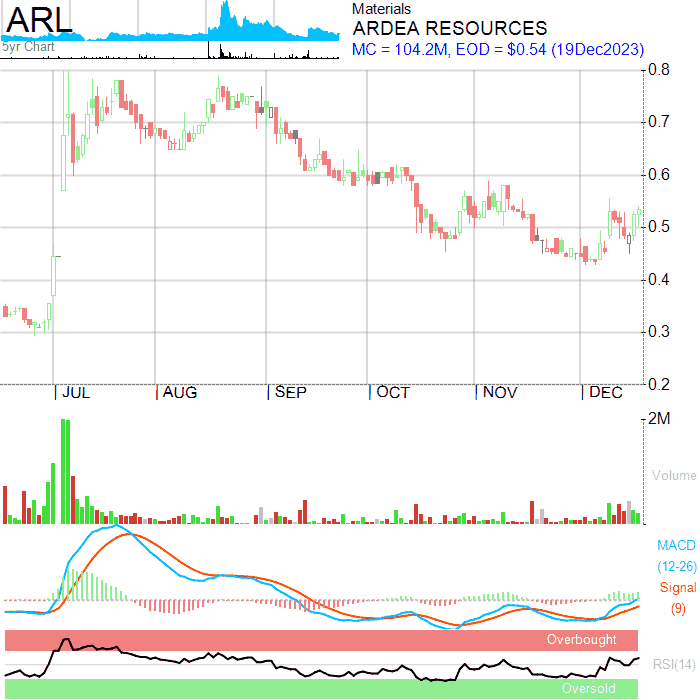 ARL
5yr Chart
Materials
ARDEA RESOURCES
MC = 104.2M, EOD = $0.54 (19Dec2023)
0.8
0.7
0.6
0.5
0.4
0.3
0.2
JUL AUG SEP OCT NOV DEC
2M
Volume
MACD
(12-26)
Signal
(9)
Overbought
RSI(14)
Oversold